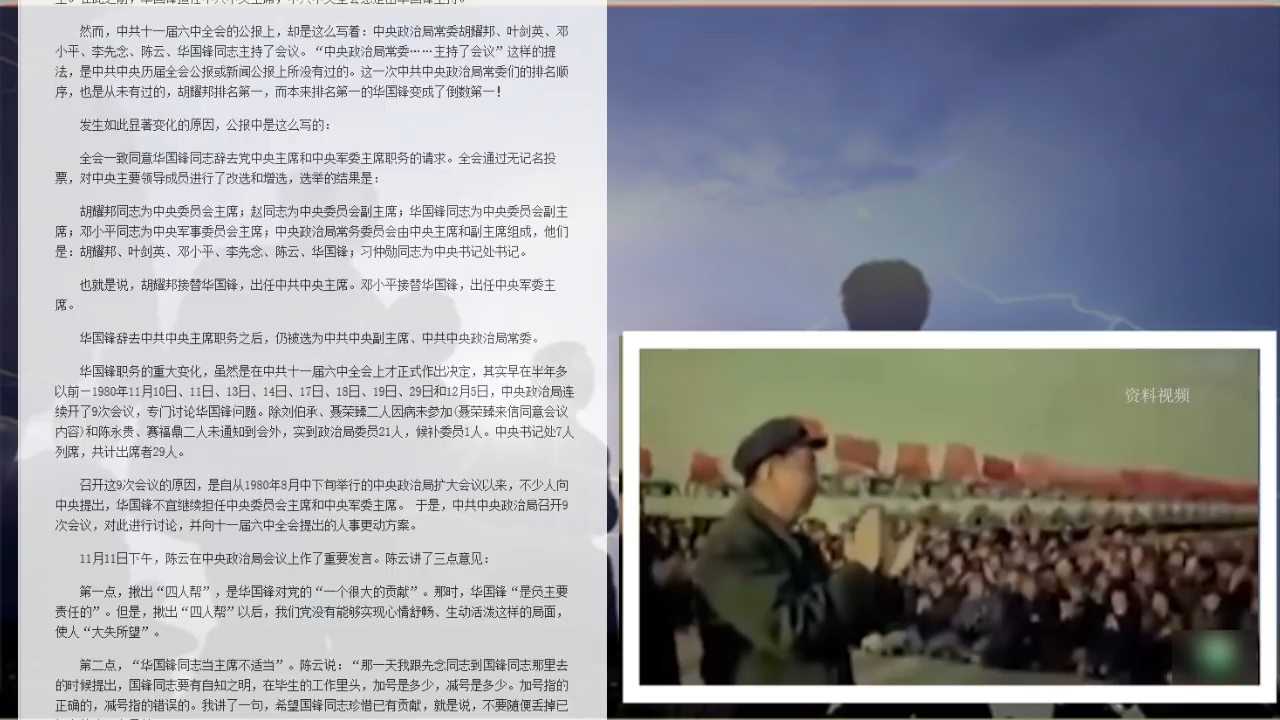 然而，中共十一届六中全会的公报上，却是这么写着：中央政治局常委胡耀邦、叶剑英、邓
小平、李先念、陈云、华国锋同志主持了会议。“中央政治局常委……主持了会议”这样的提
法，是中共中央历届全会公报或新闻公报上所没有过的。这一次中共中央政治局常委们的排名顺
序，也是从未有过的，胡耀邦排名第一，而本来排名第一的华国锋变成了倒数第一！
发生如此显著变化的原因，公报中是这么写的：
全会一致同意华国锋同志辞去党中央主席和中央军委主席职务的请求。全会通过无记名投
票，对中央主要领导成员进行了改选和增选，选举的结果是：
胡耀邦同志为中央委员会主席；赵同志为中央委员会副主席；华国锋同志为中央委员会副主
席；邓小平同志为中央军事委员会主席；中央政治局常务委员会由中央主席和副主席组成，他们
是：胡耀邦、叶剑英、邓小平、李先念、陈云、华国锋；习仲勋同志为中央书记处书记。
也就是说，胡耀邦接替华国锋，出任中共中央主席。邓小平接替华国锋，出任中央军委主
席。
华国锋辞去中共中央主席职务之后，仍被选为中共中央副主席、中共中央政治局常委。
华国锋职务的重大变化，虽然是在中共十一届六中全会上才正式作出决定，其实早在半年多
以前—1980年11月10日、11日、13日、14日、17日、18日、19日、29日和12月5日，中央政治局连
续开了9次会议，专门讨论华国锋问题。除刘伯承、聂荣臻二人因病未参加(聂荣臻来信同意会议
内容)和陈永贵、赛福鼎二人未通知到会外，实到政治局委员21人，候补委员1人。中央书记处7人
列席，共计出席者29人。
召开这9次会议的原因，是自从1980年8月中下旬举行的中央政治局扩大会议以来，不少人向
中央提出，华国锋不宜继续担任中央委员会主席和中央军委主席。 于是，中共中央政治局召开9
次会议，对此进行讨论，并向十一届六中全会提出的人事更动方案。
11月11日下午，陈云在中央政治局会议上作了重要发言。陈云讲了三点意见：
第一点，揪出“四人帮”，是华国锋对党的“一个很大的贡献”。那时，华国锋“是负主要
责任的”。但是，揪出“四人帮”以后，我们党没有能够实现心情舒畅、生动活泼这样的局面，
使人“大失所望”。
第二点，“华国锋同志当主席不适当”。陈云说：“那一天我跟先念同志到国锋同志那里去
的时候提出，国锋同志要有自知之明，在毕生的工作里头，加号是多少，减号是多少。加号指的
正确的，减号指的错误的。我讲了一句，希望国锋同志珍惜已有贡献，就是说，不要随便丢掉已
资料视频